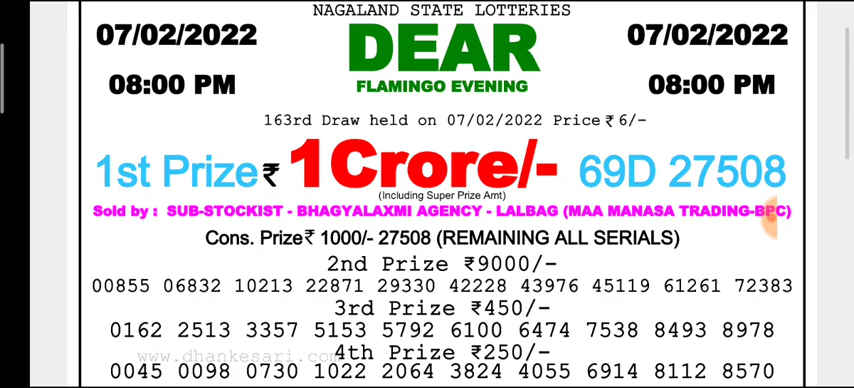 NAGALAND STATE LOTTERIES
07/02/2022 DEAR 07/02/2022
08:00 PM FLAMINGO EVENING 08:00 PM
163rd Draw held on 07/02/2022 Price ₹ 6/-
1st Prize ₹ 1Crore/- 69D 27508
(Including Super Prize Amt)
Sold by : SUB-STOCKIST - BHAGYALAXMI AGENCY - LALBAG (MAA MANASA TRADING-BPC)
Cons. Prize ₹ 1000/- 27508 (REMAINING ALL SERIALS)
2nd Prize ₹9000/-
00855 06832 10213 22871 29330 42228 43976 45119 61261 72383
3rd Prize ₹450/-
0162 2513 3357 5153 5792 6100 6474 7538 8493 8978
www.dhankesari.com
4th Prize ₹250/-
0045 0098 0730 1022 2064 3824 4055 6914 8112 8570